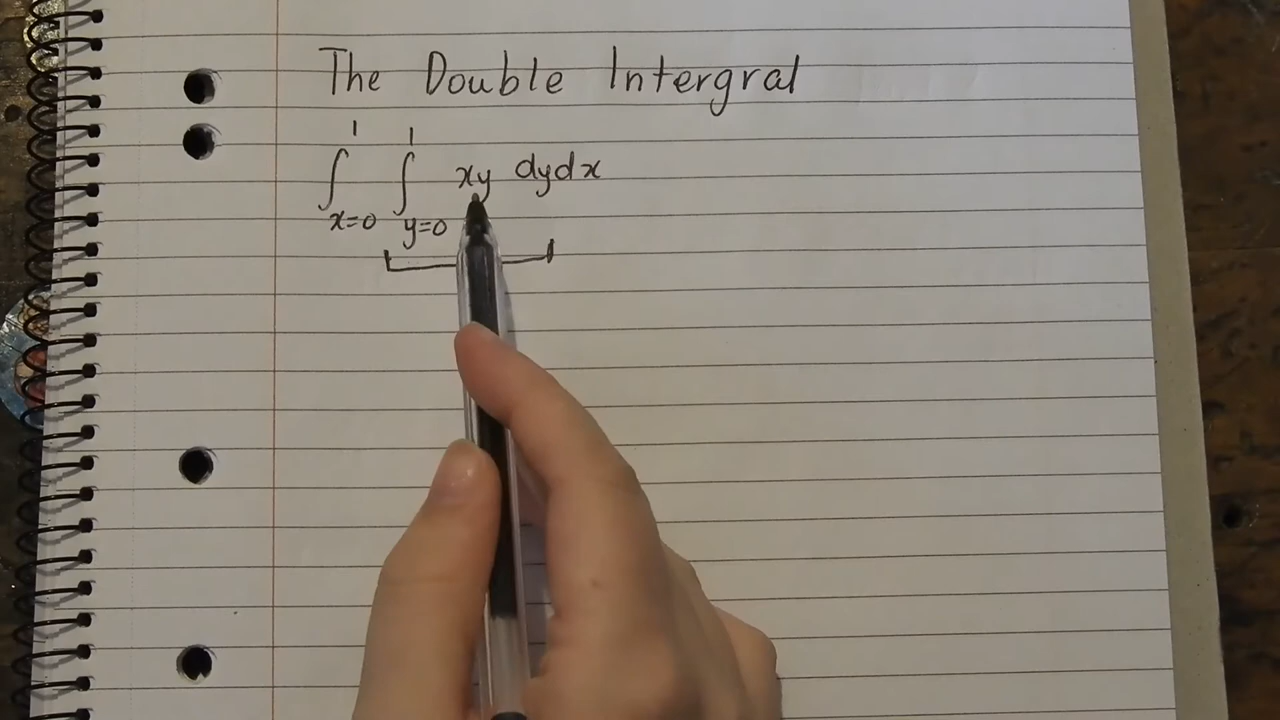 The Double Intergral
1 1
∫ ∫ xy dydx
x=0 y=0